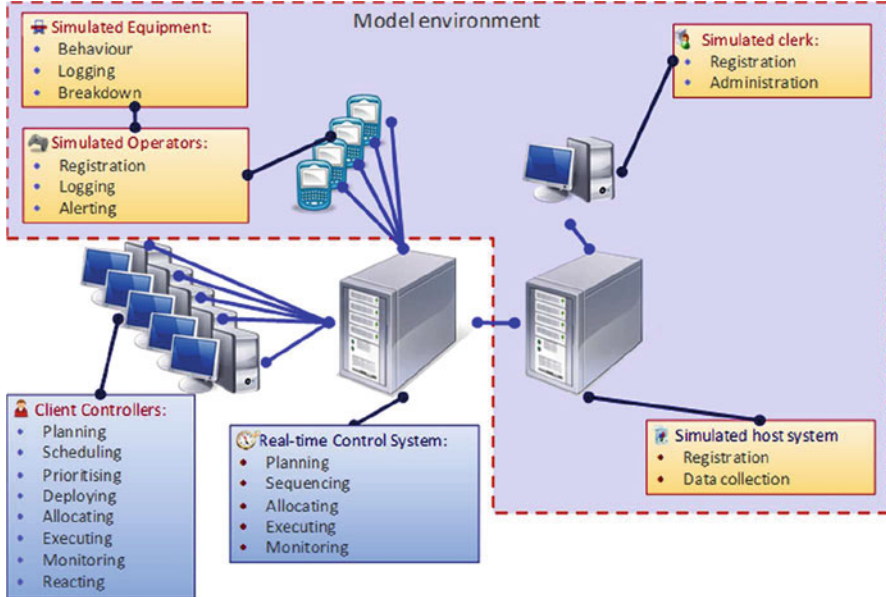 Model environment
Simulated Equipment:
Behaviour
Logging
Breakdown
Simulated Operators:
Registration
Logging
Alerting
Simulated clerk:
Registration
Administration
Client Controllers:
Planning
Scheduling
Prioritising
Deploying
Allocating
Executing
Monitoring
Reacting
Real-time Control System:
Planning
Sequencing
Allocating
Executing
Monitoring
Simulated host system
Registration
Data collection